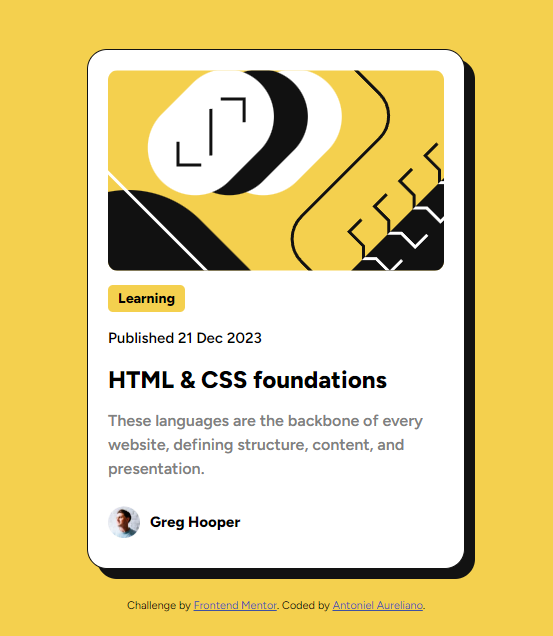 Learning
Published 21 Dec 2023
HTML & CSS foundations
These languages are the backbone of every
website, defining structure, content, and
presentation.
Greg Hooper
Challenge by Frontend Mentor. Coded by Antoniel Aureliano.